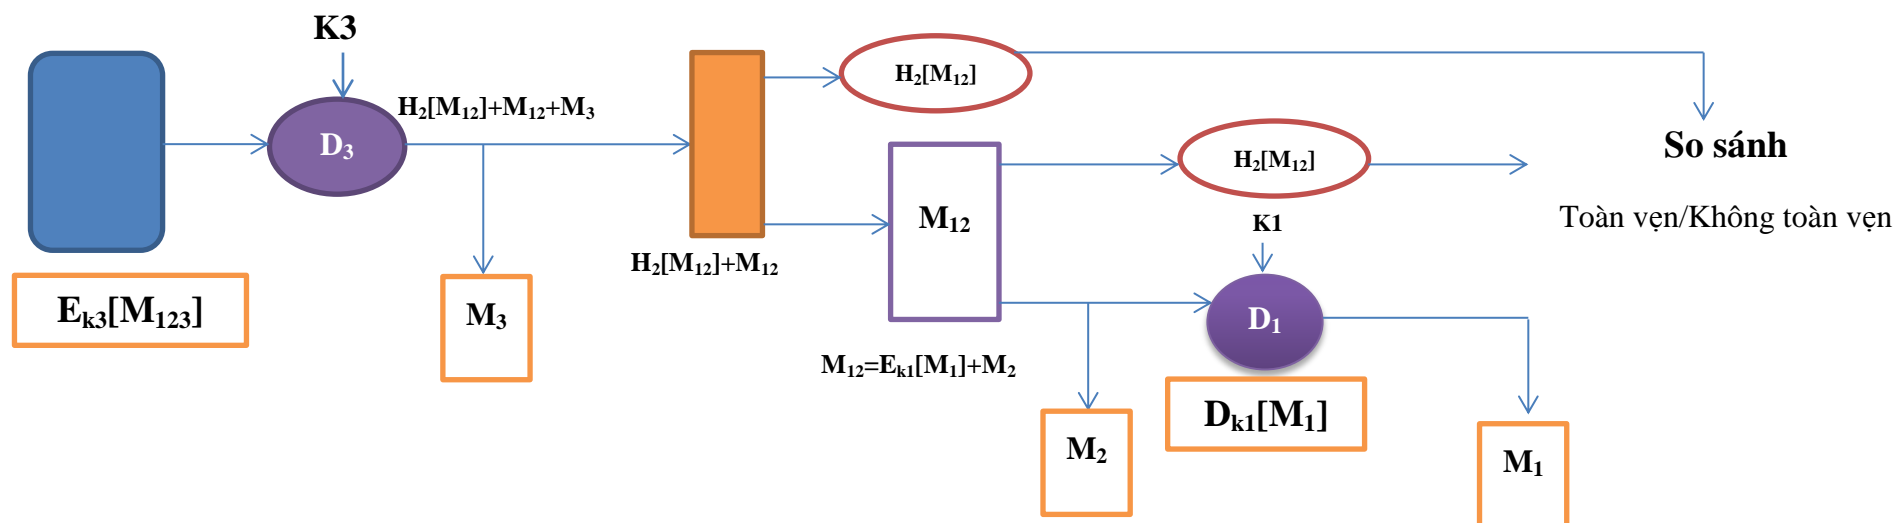 K3
H₂[M₁₂]
H₂[M₁₂]+M₁₂+M₃
D₃
So sánh
H₂[M₁₂]
Toàn vẹn/Không toàn vẹn
M₁₂
K1
H₂[M₁₂]+M₁₂
Eₖ₃[M₁₂₃]
M₃
D₁
M₁₂=Eₖ₁[M₁]+M₂
Dₖ₁[M₁]
M₂
M₁